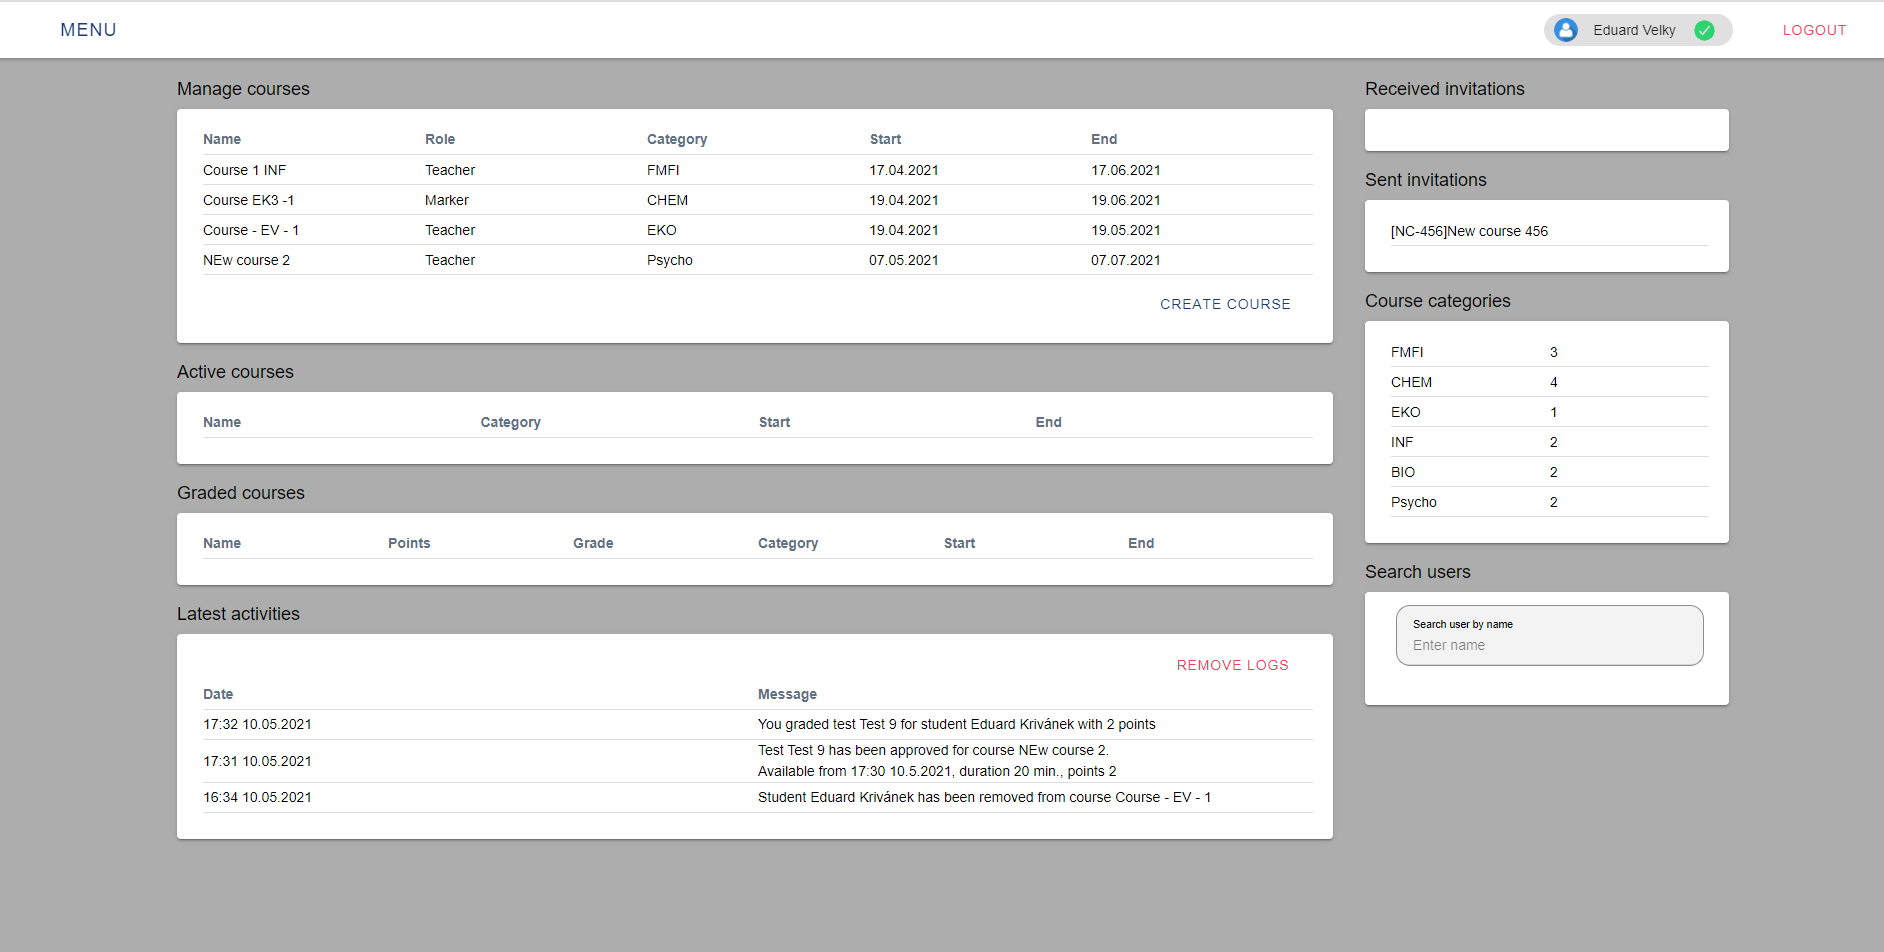 MENU
Eduard Velky
LOGOUT
Manage courses
Name Role Category Start End
Course 1 INF Teacher FMFI 17.04.2021 17.06.2021
Course EK3 -1 Marker CHEM 19.04.2021 19.06.2021
Course - EV - 1 Teacher EKO 19.04.2021 19.05.2021
NEw course 2 Teacher Psycho 07.05.2021 07.07.2021
CREATE COURSE
Active courses
Name Category Start End
Graded courses
Name Points Grade Category Start End
Latest activities
REMOVE LOGS
Date Message
17:32 10.05.2021 You graded test Test 9 for student Eduard Krivánek with 2 points
17:31 10.05.2021 Test Test 9 has been approved for course NEw course 2.
Available from 17:30 10.5.2021, duration 20 min., points 2
16:34 10.05.2021 Student Eduard Krivánek has been removed from course Course - EV - 1
Received invitations
Sent invitations
[NC-456]New course 456
Course categories
FMFI 3
CHEM 4
EKO 1
INF 2
BIO 2
Psycho 2
Search users
Search user by name
Enter name